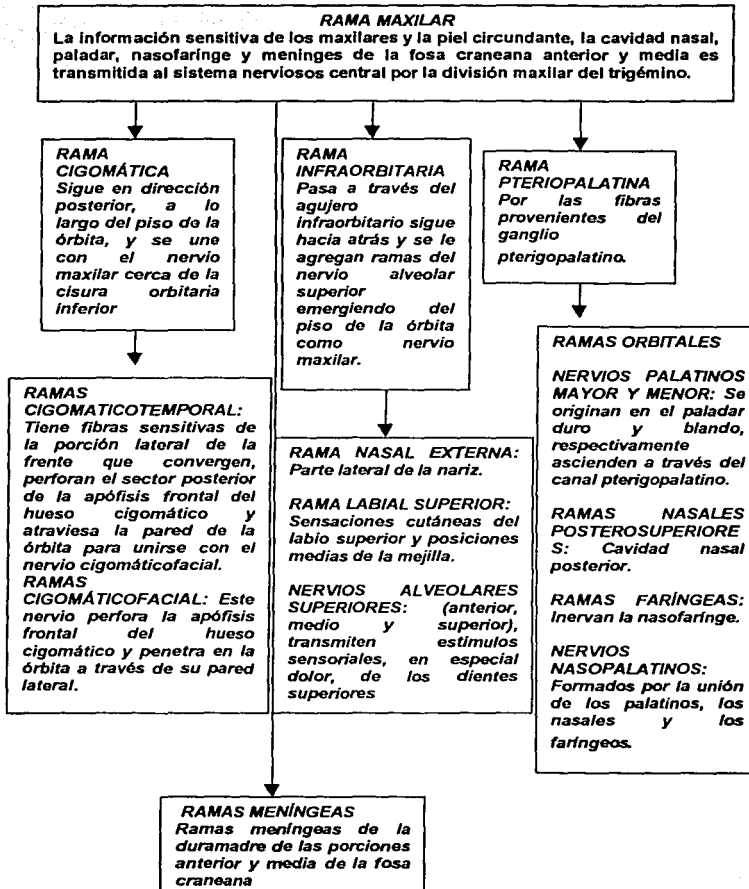 RAMA MAXILAR
La información sensitiva de los maxilares y la piel circundante, la cavidad nasal,
paladar, nasofaringe y meninges de la fosa craneana anterior y media es
transmitida al sistema nerviosos central por la división maxilar del trigémino.
RAMA
CIGOMÁTICA
Sigue en dirección
posterior, a lo
largo del piso de la
órbita, y se une
con el nervio
maxilar cerca de la
cisura orbitaria
inferior
RAMA
INFRAORBITARIA
Pasa a través del
agujero
infraorbitario sigue
hacia atrás y se le
agregan ramas del
nervio alveolar
superior
emergiendo del
piso de la órbita
como nervio
maxilar.
RAMA
PTERIOPALATINA
Por las fibras
provenientes del
ganglio
pterigopalatino.
RAMAS
CIGOMATICOTEMPORAL:
Tiene fibras sensitivas de
la porción lateral de la
frente que convergen,
perforan el sector posterior
de la apófisis frontal del
hueso cigomático y
atraviesa la pared de la
órbita para unirse con el
nervio cigomáticofacial.
RAMAS
CIGOMÁTICOFACIAL: Este
nervio perfora la apófisis
frontal del hueso
cigomático y penetra en la
órbita a través de su pared
lateral.
RAMA NASAL EXTERNA:
Parte lateral de la nariz.
RAMA LABIAL SUPERIOR:
Sensaciones cutáneas del
labio superior y posiciones
medias de la mejilla.
NERVIOS ALVEOLARES
SUPERIORES: (anterior,
medio y superior),
transmiten estímulos
sensoriales, en especial
dolor, de los dientes
superiores
RAMAS ORBITALES
NERVIOS PALATINOS
MAYOR Y MENOR: Se
originan en el paladar
duro y blando,
respectivamente
ascienden a través del
canal pterigopalatino.
RAMAS NASALES
POSTEROSUPERIORE
S: Cavidad nasal
posterior.
RAMAS FARÍNGEAS:
Inervan la nasofaringe.
NERVIOS
NASOPALATINOS:
Formados por la unión
de los palatinos, los
nasales y los
faríngeos.
RAMAS MENÍNGEAS
Ramas meníngeas de la
duramadre de las porciones
anterior y media de la fosa
craneana